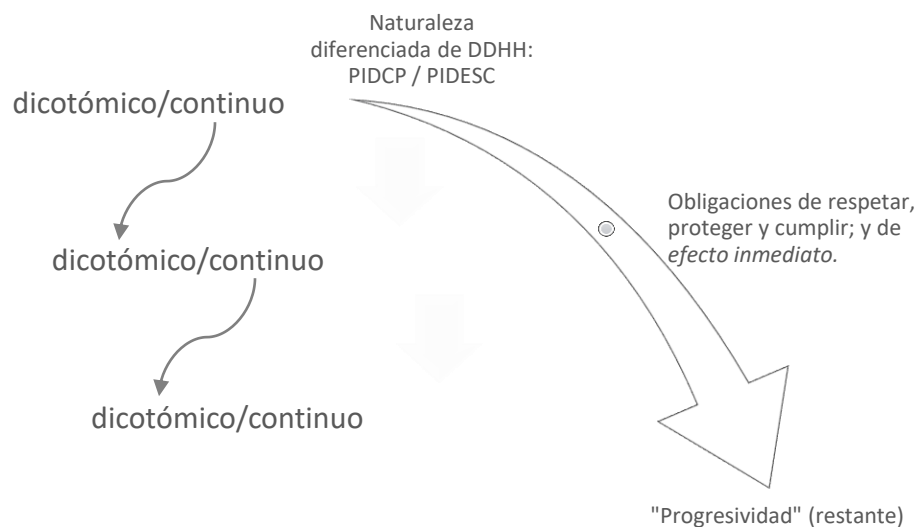 Naturaleza
diferenciada de DDHH:
PIDCP / PIDESC
dicotómico/continuo
Obligaciones de respetar,
proteger y cumplir; y de
efecto inmediato.
dicotómico/continuo
dicotómico/continuo
"Progresividad" (restante)